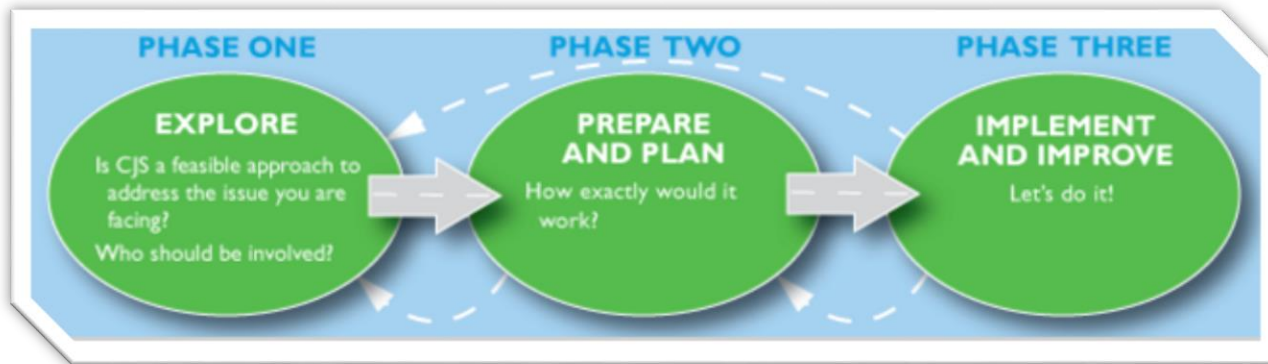 PHASE ONE
EXPLORE
Is CJS a feasible approach to
address the issue you are
facing?
Who should be involved?
PHASE TWO
PREPARE
AND PLAN
How exactly would it
work?
PHASE THREE
IMPLEMENT
AND IMPROVE
Let's do it!